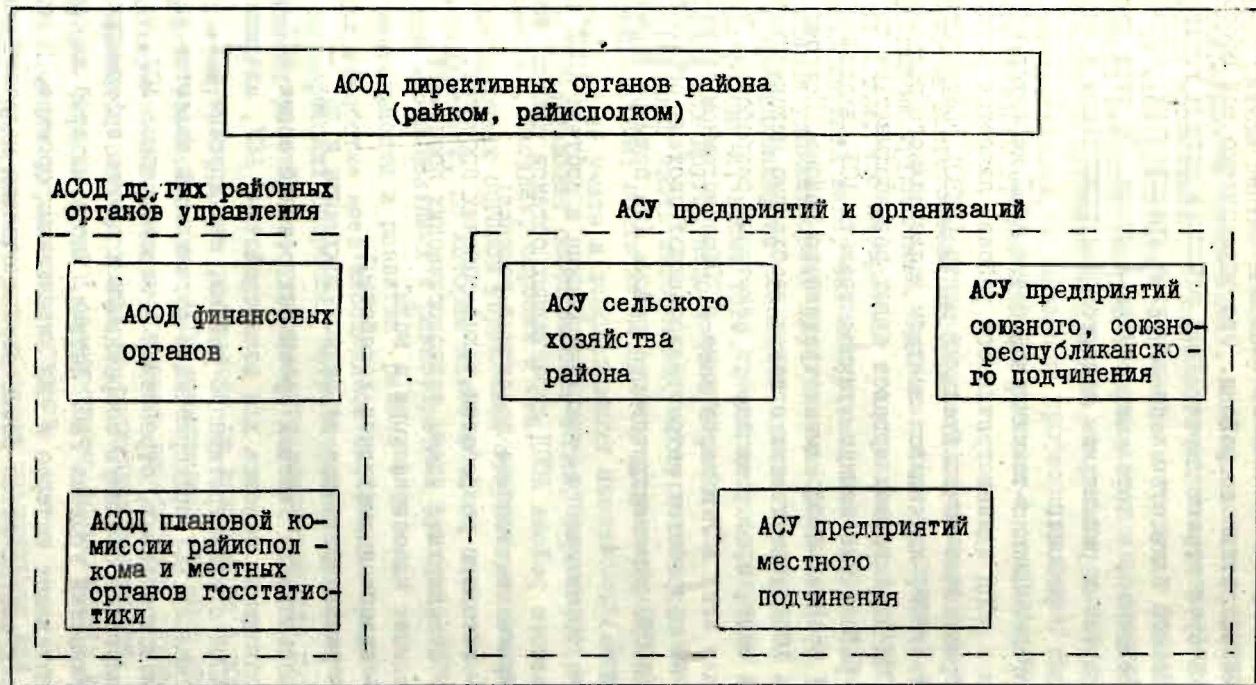 АСОД директивных органов района
(райком, райисполком)
АСОД других районных
органов управления
АСОД финансовых
органов
АСОД плановой ко-
миссии райиспол -
кома и местных
органов госстатис-
тики
АСУ предприятий и организаций
АСУ сельского
хозяйства
района
АСУ предприятий
союзного, союзно-
республиканско -
го подчинения
АСУ предприятий
местного
подчинения